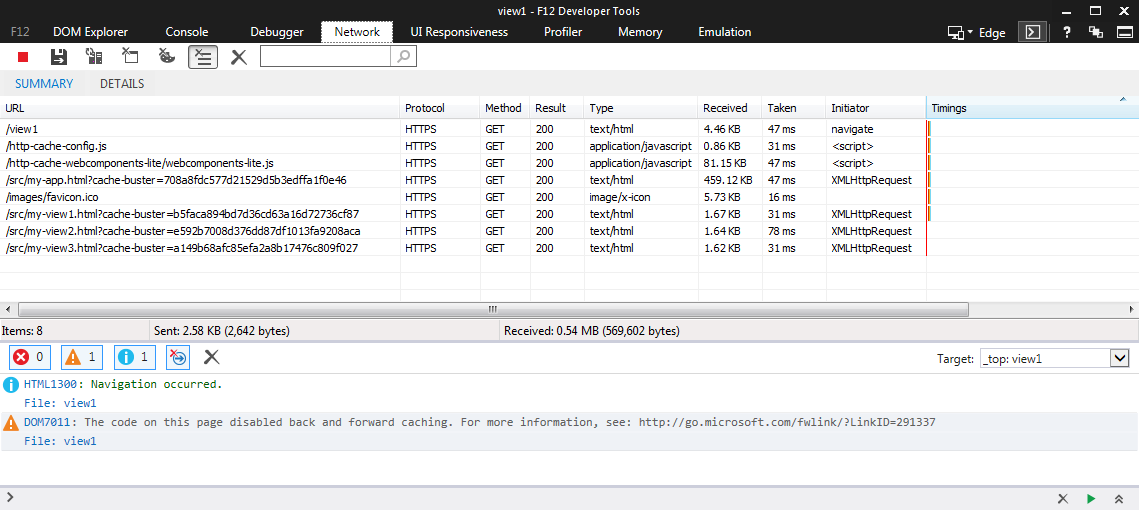 view1 - F12 Developer Tools
F12 DOM Explorer Console Debugger Network UI Responsiveness Profiler Memory Emulation Edge ?
SUMMARY DETAILS
URL Protocol Method Result Type Received Taken Initiator Timings
/view1 HTTPS GET 200 text/html 4.46 KB 47 ms navigate
/http-cache-config.js HTTPS GET 200 application/javascript 0.86 KB 31 ms <script>
/http-cache-webcomponents-lite/webcomponents-lite.js HTTPS GET 200 application/javascript 81.15 KB 47 ms <script>
/src/my-app.html?cache-buster=708a8fdc577d21529d5b3edffa1f0e46 HTTPS GET 200 text/html 459.12 KB 47 ms XMLHttpRequest
/images/favicon.ico HTTPS GET 200 image/x-icon 5.73 KB 16 ms
/src/my-view1.html?cache-buster=b5faca894bd7d36cd63a16d72736cf87 HTTPS GET 200 text/html 1.67 KB 31 ms XMLHttpRequest
/src/my-view2.html?cache-buster=e592b7008d376dd87df1013fa9208aca HTTPS GET 200 text/html 1.64 KB 78 ms XMLHttpRequest
/src/my-view3.html?cache-buster=a149b68afc85efa2a8b17476c809f027 HTTPS GET 200 text/html 1.62 KB 31 ms XMLHttpRequest
Items: 8 Sent: 2.58 KB (2,642 bytes) Received: 0.54 MB (569,602 bytes)
0 1 1 Target: _top: view1
HTML1300: Navigation occurred.
File: view1
DOM7011: The code on this page disabled back and forward caching. For more information, see: http://go.microsoft.com/fwlink/?LinkID=291337
File: view1